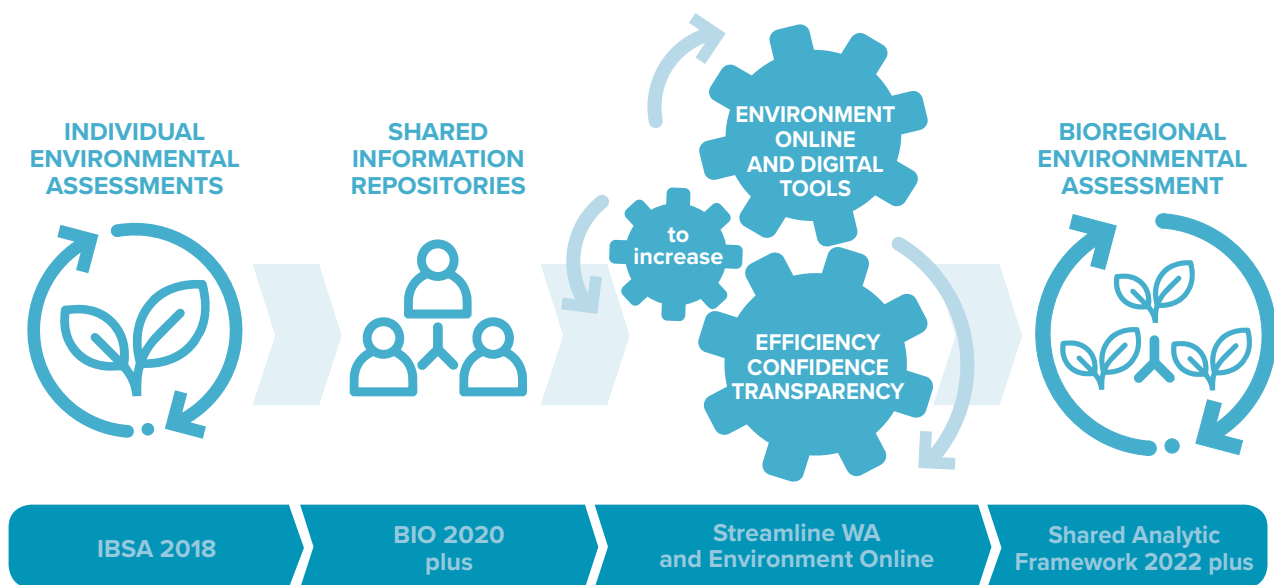 INDIVIDUAL
ENVIRONMENTAL
ASSESSMENTS
SHARED
INFORMATION
REPOSITORIES
ENVIRONMENT
ONLINE
AND DIGITAL
TOOLS
to
increase
EFFICIENCY
CONFIDENCE
TRANSPARENCY
BIOREGIONAL
ENVIRONMENTAL
ASSESSMENT
IBSA 2018
BIO 2020
plus
Streamline WA
and Environment Online
Shared Analytic
Framework 2022 plus